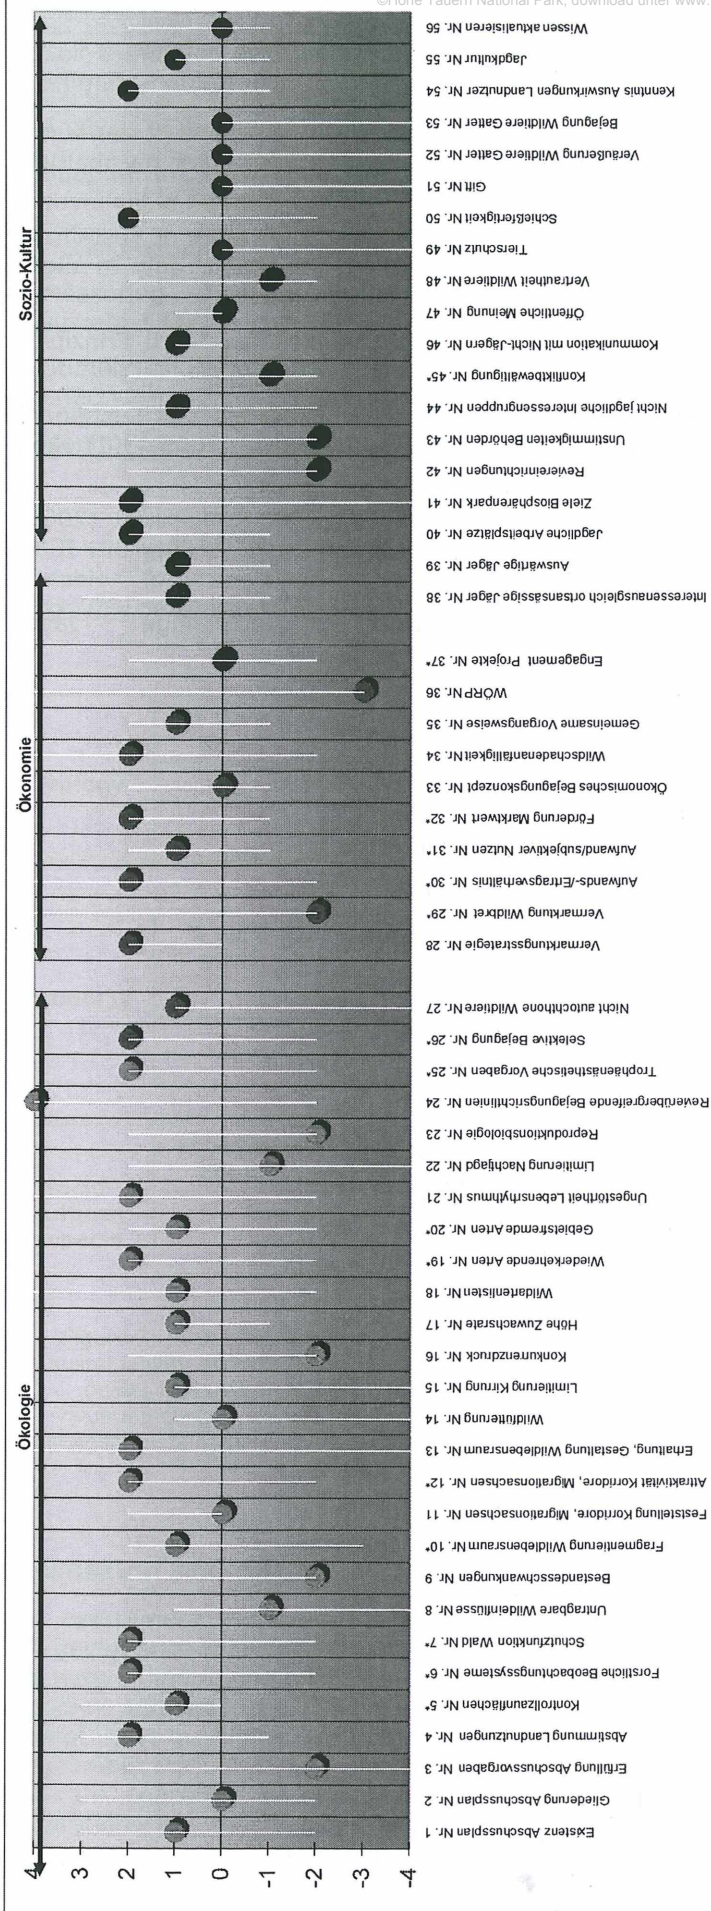 ©Hohe Tauern National Park, download unter www.
Ökologie
Ökonomie
Sozio-Kultur
4
3
2
1
0
-1
-2
-3
-4
Existenz Abschussplan Nr. 1
Gliederung Abschussplan Nr. 2
Erfüllung Abschussvorgaben Nr. 3
Abstimmung Landnutzungen Nr. 4
Kontrollzaunflächen Nr. 5*
Forstliche Beobachtungssysteme Nr. 6*
Schutzfunktion Wald Nr. 7*
Untragbare Wildeinflüsse Nr. 8
Bestandesschwankungen Nr. 9
Fragmentierung Wildlebensraum Nr. 10*
Feststellung Korridore, Migrationsachsen Nr. 11
Attraktivität Korridore, Migrationsachsen Nr. 12*
Erhaltung, Gestaltung Wildlebensraum Nr. 13
Wildfütterung Nr. 14
Limitierung Kirrung Nr. 15
Konkurrenzdruck Nr. 16
Höhe Zuwachsrate Nr. 17
Wildartenlisten Nr. 18
Wiederkehrende Arten Nr. 19*
Gebietsfremde Arten Nr. 20*
Ungestörtheit Lebensrhythmus Nr. 21
Limitierung Nachtjagd Nr. 22
Reproduktionsbiologie Nr. 23
Revierübergreifende Bejagungsrichtlinien Nr. 24
Trophäenästhetische Vorgaben Nr. 25*
Selektive Bejagung Nr. 26*
Nicht autochthone Wildtiere Nr. 27
Vermarktungsstrategie Nr. 28
Vermarktung Wildbret Nr. 29*
Aufwands-/Ertragsverhältnis Nr. 30*
Aufwand/subjektiver Nutzen Nr. 31*
Förderung Marktwert Nr. 32*
Ökonomisches Bejagungskonzept Nr. 33
Wildschadenanfälligkeit Nr. 34
Gemeinsame Vorgangsweise Nr. 35
WÖRP Nr. 36
Engagement Projekte Nr. 37*
Interessensausgleich ortsansässige Jäger Nr. 38
Auswärtige Jäger Nr. 39
Jagdliche Arbeitsplätze Nr. 40
Ziele Biosphärenpark Nr. 41
Reviereinrichtungen Nr. 42
Unstimmigkeiten Behörden Nr. 43
Nicht jagdliche Interessengruppen Nr. 44
Konfliktbewältigung Nr. 45*
Kommunikation mit Nicht-Jägern Nr. 46
Öffentliche Meinung Nr. 47
Vertrautheit Wildtiere Nr. 48
Tierschutz Nr. 49
Schießfertigkeit Nr. 50
Gift Nr. 51
Veräußerung Wildtiere Gatter Nr. 52
Bejagung Wildtiere Gatter Nr. 53
Kenntnis Auswirkungen Landnutzer Nr. 54
Jagdkultur Nr. 55
Wissen aktualisieren Nr. 56